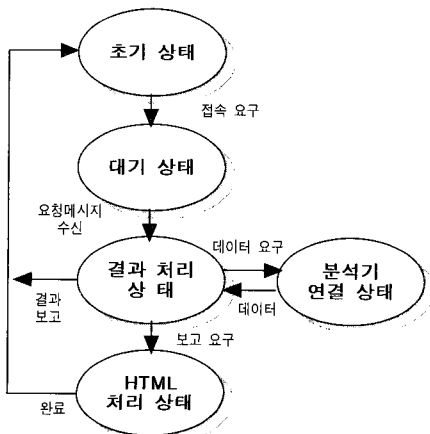 초기 상태
접속 요구
대기 상태
요청메시지
수신
결과 처리
상 태
데이터 요구
데이터
분석기
연결 상태
결과
보고
보고 요구
HTML
처리 상태
완료